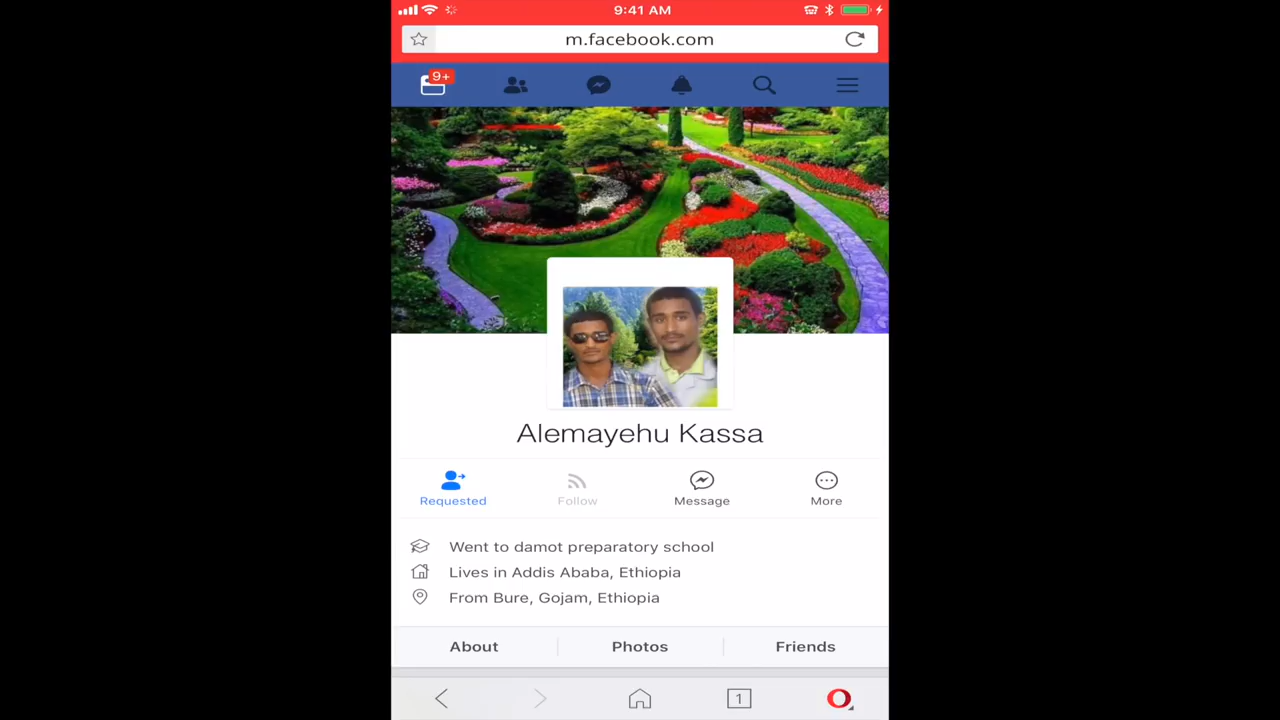 9:41 AM
m.facebook.com
9+
Alemayehu Kassa
Requested
Follow
Message
More
Went to damot preparatory school
Lives in Addis Ababa, Ethiopia
From Bure, Gojam, Ethiopia
About
Photos
Friends
1